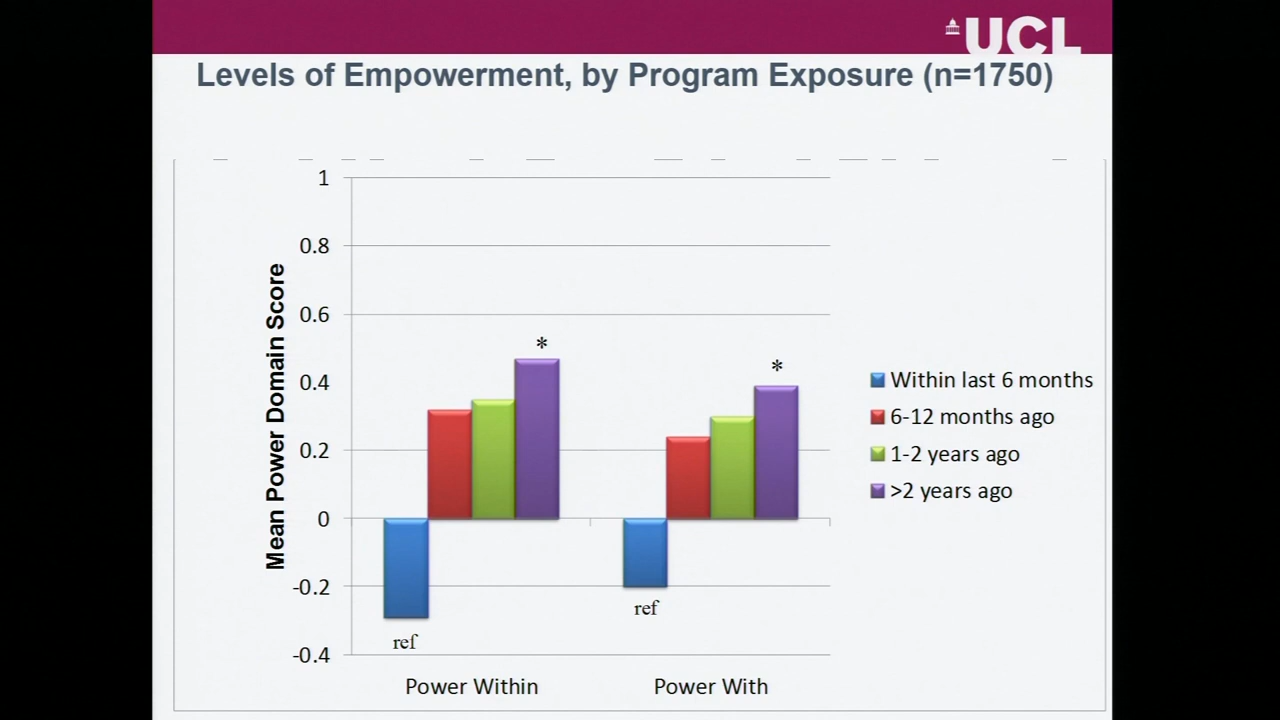 UCL
Levels of Empowerment, by Program Exposure (n=1750)
1
0.8
0.6
0.4
0.2
0
-0.2
-0.4
Mean Power Domain Score
*
*
ref
ref
Power Within
Power With
Within last 6 months
6-12 months ago
1-2 years ago
>2 years ago